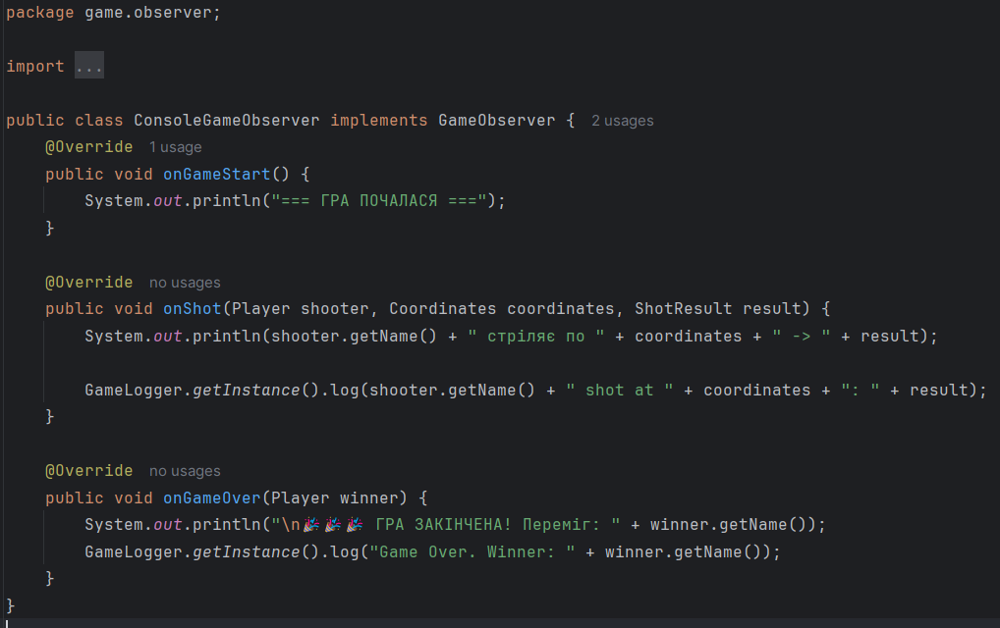 package game.observer;
import ...
public class ConsoleGameObserver implements GameObserver { 2 usages
@Override 1 usage
public void onGameStart() {
System.out.println("=== ГРА ПОЧАЛАСЯ ===");
}
@Override no usages
public void onShot(Player shooter, Coordinates coordinates, ShotResult result) {
System.out.println(shooter.getName() + " стріляє по " + coordinates + " -> " + result);
GameLogger.getInstance().log(shooter.getName() + " shot at " + coordinates + ": " + result);
}
@Override no usages
public void onGameOver(Player winner) {
System.out.println("\n🎉🎉🎉 ГРА ЗАКІНЧЕНА! Переміг: " + winner.getName());
GameLogger.getInstance().log("Game Over. Winner: " + winner.getName());
}
}